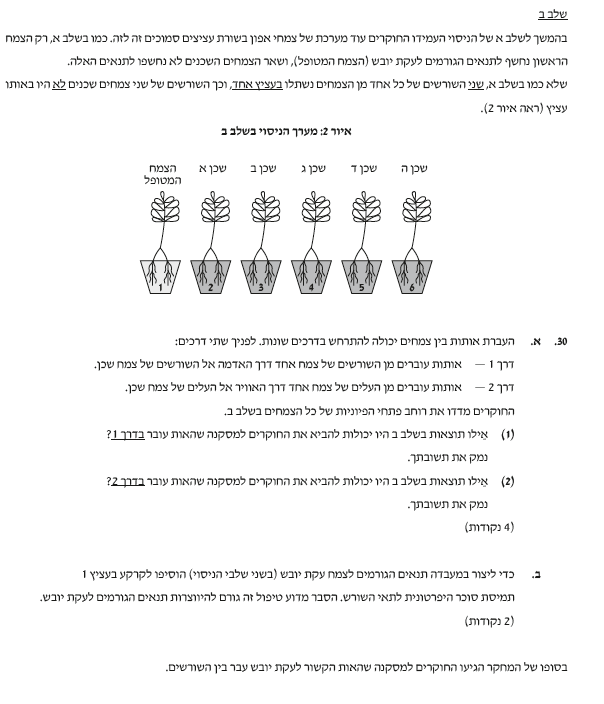 שלב ב
בהמשך לשלב א של הניסוי העמידו החוקרים עוד מערכת של צמחי אפון בשורת עציצים סמוכים זה לזה. כמו בשלב א, רק הצמח
הראשון נחשף לתנאים הגורמים לעקת יובש (הצמח המטופל), ושאר הצמחים השכנים לא נחשפו לתנאים האלה.
שלא כמו בשלב א, שני השורשים של כל אחד מן הצמחים נשתלו בעציץ אחד, וכך השורשים של שני צמחים שכנים לא היו באותו
עציץ (ראה איור 2).
איור 2: מערך הניסוי בשלב ב
הצמח המטופל שכן א שכן ב שכן ג שכן ד שכן ה
1 2 3 4 5 6
30. א. העברת אותות בין צמחים יכולה להתרחש בדרכים שונות. לפניך שתי דרכים:
דרך 1 — אותות עוברים מן השורשים של צמח אחד דרך האדמה אל השורשים של צמח שכן.
דרך 2 — אותות עוברים מן העלים של צמח אחד דרך האוויר אל העלים של צמח שכן.
החוקרים מדדו את רוחב פתחי הפיוניות של כל הצמחים בשלב ב.
(1) אֵילו תוצאות בשלב ב היו יכולות להביא את החוקרים למסקנה שהאות עובר בדרך 1?
נמק את תשובתך.
(2) אֵילו תוצאות בשלב ב היו יכולות להביא את החוקרים למסקנה שהאות עובר בדרך 2?
נמק את תשובתך.
(4 נקודות)
ב. כדי ליצור במעבדה תנאים הגורמים לצמח עקת יובש (בשני שלבי הניסוי) הוסיפו לקרקע בעציץ 1
תמיסת סוכר היפרטונית לתאי השורש. הסבר מדוע טיפול זה גורם להיווצרות תנאים הגורמים לעקת יובש.
(2 נקודות)
בסופו של המחקר הגיעו החוקרים למסקנה שהאות הקשור לעקת יובש עבר בין השורשים.